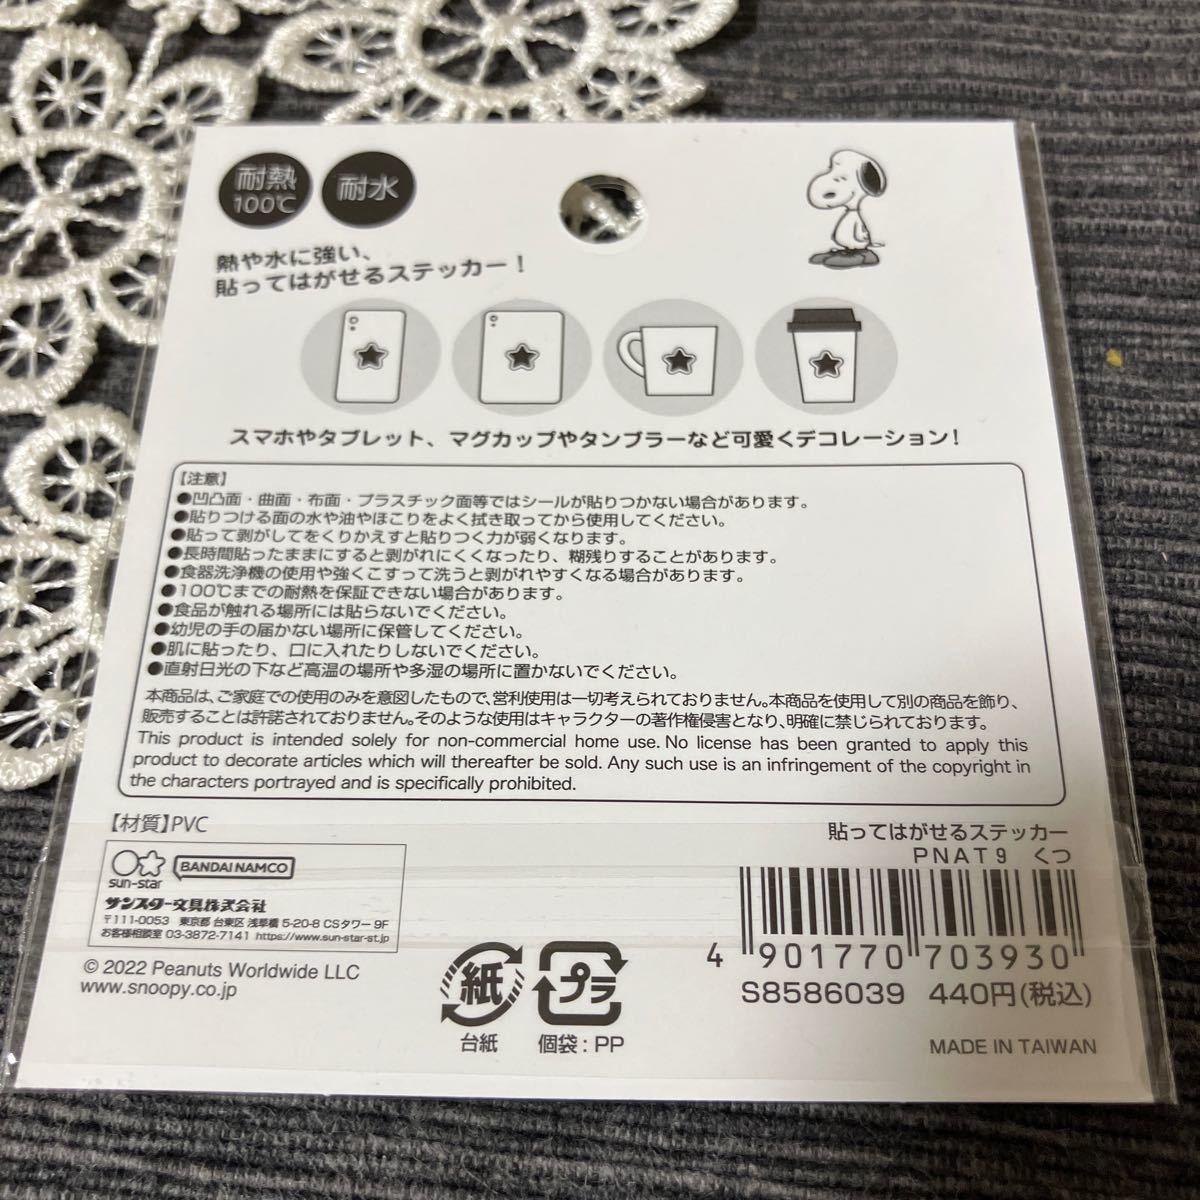 耐熱
100℃
耐水
熱や水に強い、
貼ってはがせるステッカー！
スマホやタブレット、マグカップやタンブラーなど可愛くデコレーション！
【注意】
●凹凸面・曲面・布面・プラスチック面等ではシールが貼りつかない場合があります。
●貼りつける面の水や油やほこりをよく拭き取ってから使用してください。
●貼って剥がしてをくりかえすと貼りつく力が弱くなります。
●長時間貼ったままにすると剥がれにくくなったり、糊残りすることがあります。
●食器洗浄機の使用や強くこすって洗うと剥がれやすくなる場合があります。
●100℃までの耐熱を保証できない場合があります。
●食品が触れる場所には貼らないでください。
●幼児の手の届かない場所に保管してください。
●肌に貼ったり、口に入れたりしないでください。
●直射日光の下など高温の場所や多湿の場所に置かないでください。
本商品は、ご家庭での使用のみを意図したもので、営利使用は一切考えられておりません。本商品を使用して別の商品を飾り、
販売することは許諾されておりません。そのような使用はキャラクターの著作権侵害となり、明確に禁じられております。
This product is intended solely for non-commercial home use. No license has been granted to apply this
product to decorate articles which will thereafter be sold. Any such use is an infringement of the copyright in
the characters portrayed and is specifically prohibited.
【材質】PVC
貼ってはがせるステッカー
PNAT9 くつ
sun-star
BANDAI NAMCO
サンスター文具株式会社
〒111-0053 東京都 台東区 浅草橋 5-20-8 CSタワー 9F
お客様相談室 03-3872-7141 https://www.sun-star-st.jp
© 2022 Peanuts Worldwide LLC
www.snoopy.co.jp
紙
台紙
プラ
個袋：PP
4 901770 703930
S8586039 440円(税込)
MADE IN TAIWAN